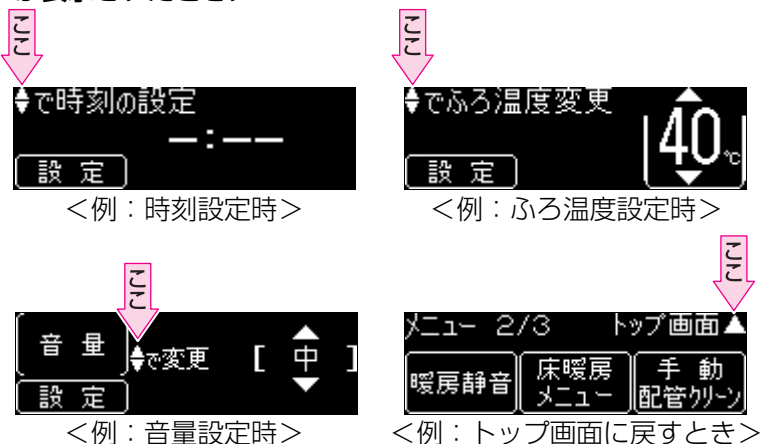 ここ
ここ
♦で時刻の設定
－:－－
設 定
＜例：時刻設定時＞
♦でふろ温度変更
40℃
設 定
＜例：ふろ温度設定時＞
ここ
ここ
音 量
♦で変更 [ 中 ]
設 定
＜例：音量設定時＞
メニュー 2/3 トップ画面▲
暖房静音
床暖房
メニュー
手 動
配管クリーン
＜例：トップ画面に戻すとき＞